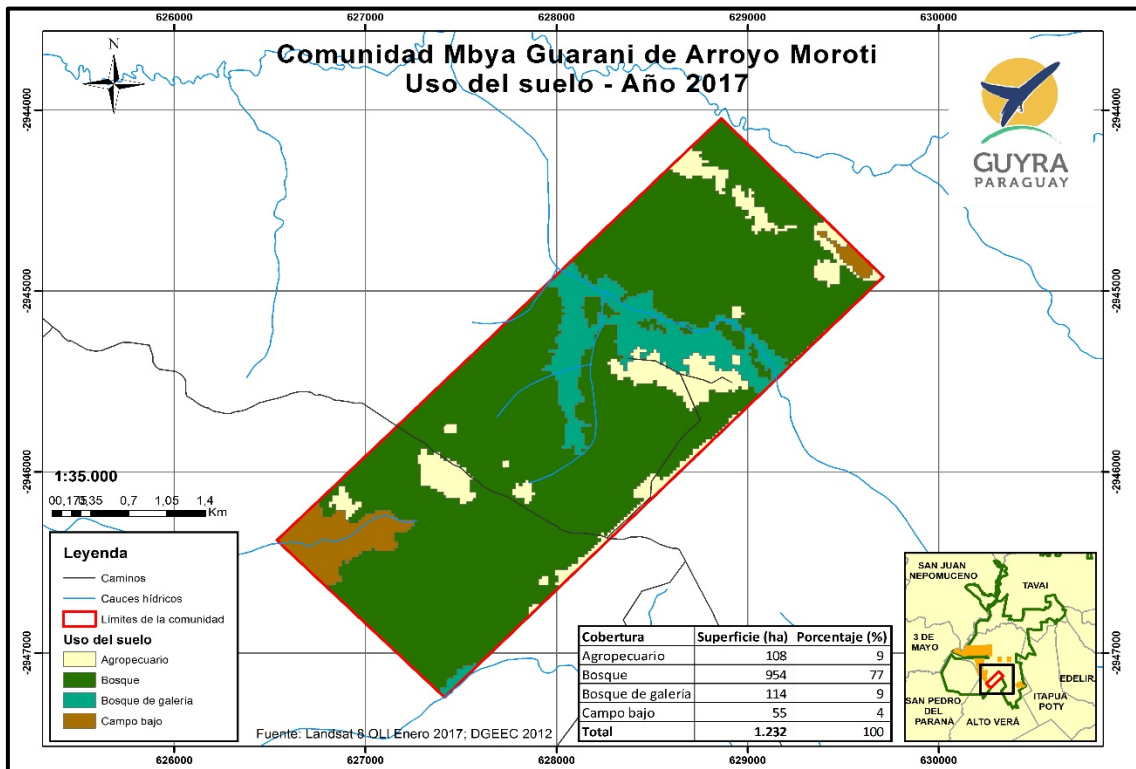 626000 627000 628000 629000 630000
N
Comunidad Mbya Guarani de Arroyo Moroti
Uso del suelo - Año 2017
GUYRA
PARAGUAY
-2944000 -2944000
-2945000 -2945000
-2946000 -2946000
-2947000 -2947000
1:35.000
00,1750,35 0,7 1,05 1,4
Km
Leyenda
Caminos
Cauces hídricos
Límites de la comunidad
Uso del suelo
Agropecuario
Bosque
Bosque de galería
Campo bajo
Fuente: Landsat 8 OLI Enero 2017; DGEEC 2012
Cobertura Superficie (ha) Porcentaje (%)
Agropecuario 108 9
Bosque 954 77
Bosque de galería 114 9
Campo bajo 55 4
Total 1.232 100
SAN JUAN
NEPOMUCENO
TAVAI
3 DE
MAYO
EDELIR
SAN PEDRO
DEL
PARANÁ
ITAPUA
POTY
ALTO VERÁ
626000 627000 628000 629000 630000